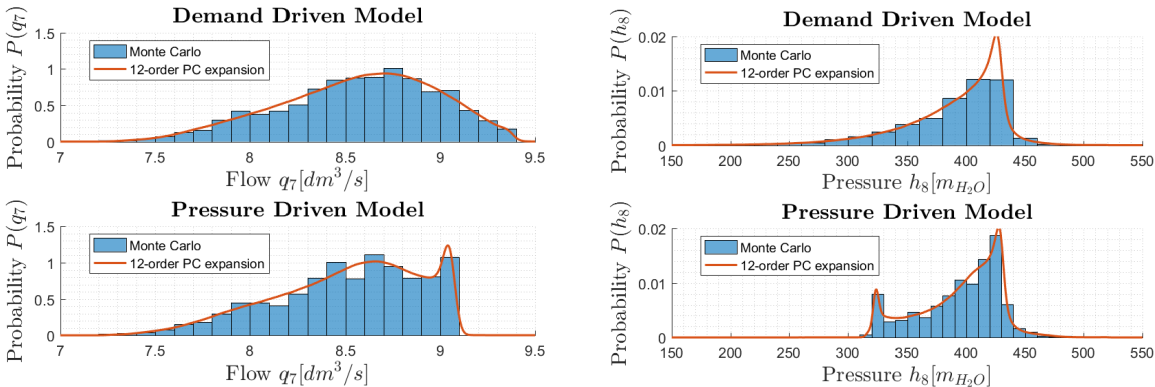 Demand Driven Model
Probability P(q₇)
1.5
1
0.5
0
Monte Carlo
12-order PC expansion
7 7.5 8 8.5 9 9.5
Flow q₇[dm³/s]
Demand Driven Model
Probability P(h₈)
0.02
0.01
0
Monte Carlo
12-order PC expansion
150 200 250 300 350 400 450 500 550
Pressure h₈[m_{H₂O}]
Pressure Driven Model
Probability P(q₇)
1.5
1
0.5
0
Monte Carlo
12-order PC expansion
7 7.5 8 8.5 9 9.5
Flow q₇[dm³/s]
Pressure Driven Model
Probability P(h₈)
0.02
0.01
0
Monte Carlo
12-order PC expansion
150 200 250 300 350 400 450 500 550
Pressure h₈[m_{H₂O}]